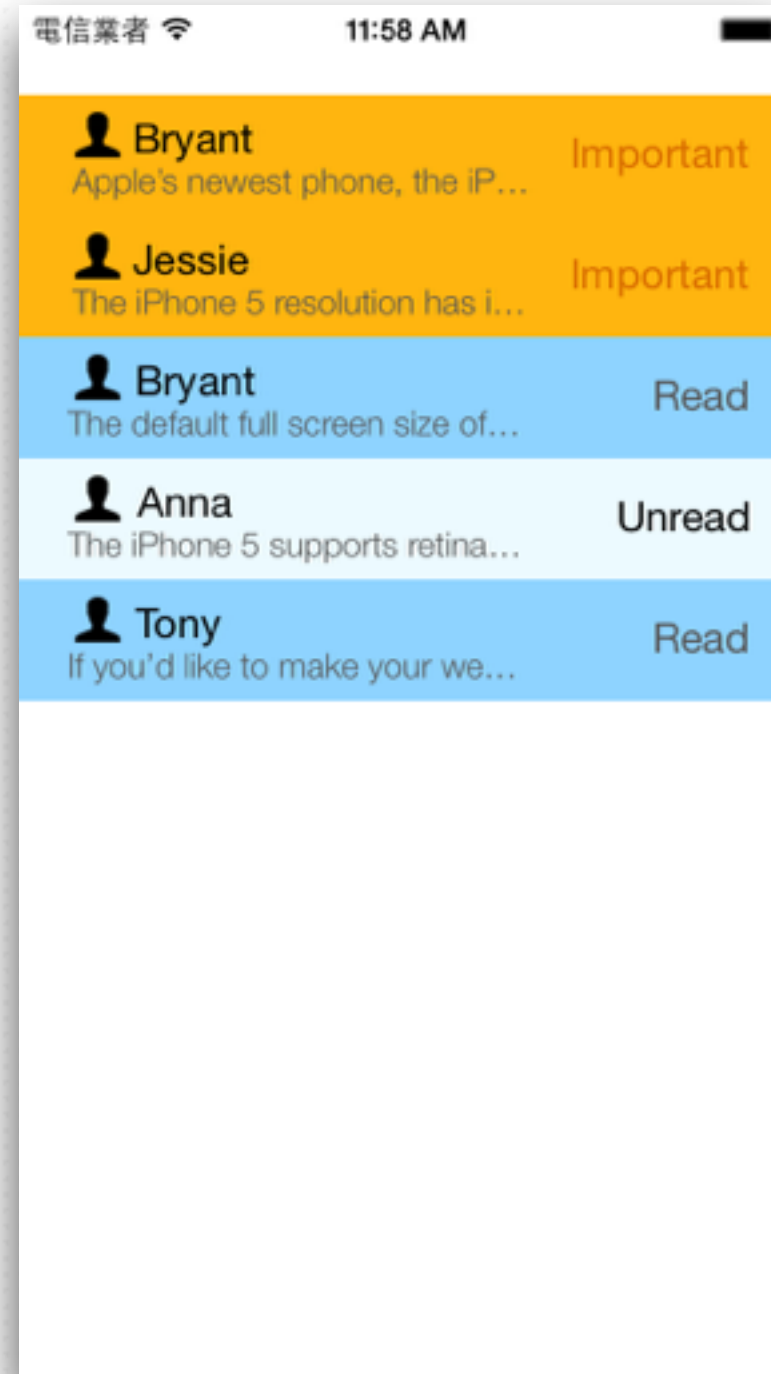 電信業者 11:58 AM
Bryant Important
Apple's newest phone, the iP...
Jessie Important
The iPhone 5 resolution has i...
Bryant Read
The default full screen size of...
Anna Unread
The iPhone 5 supports retina...
Tony Read
If you'd like to make your we...